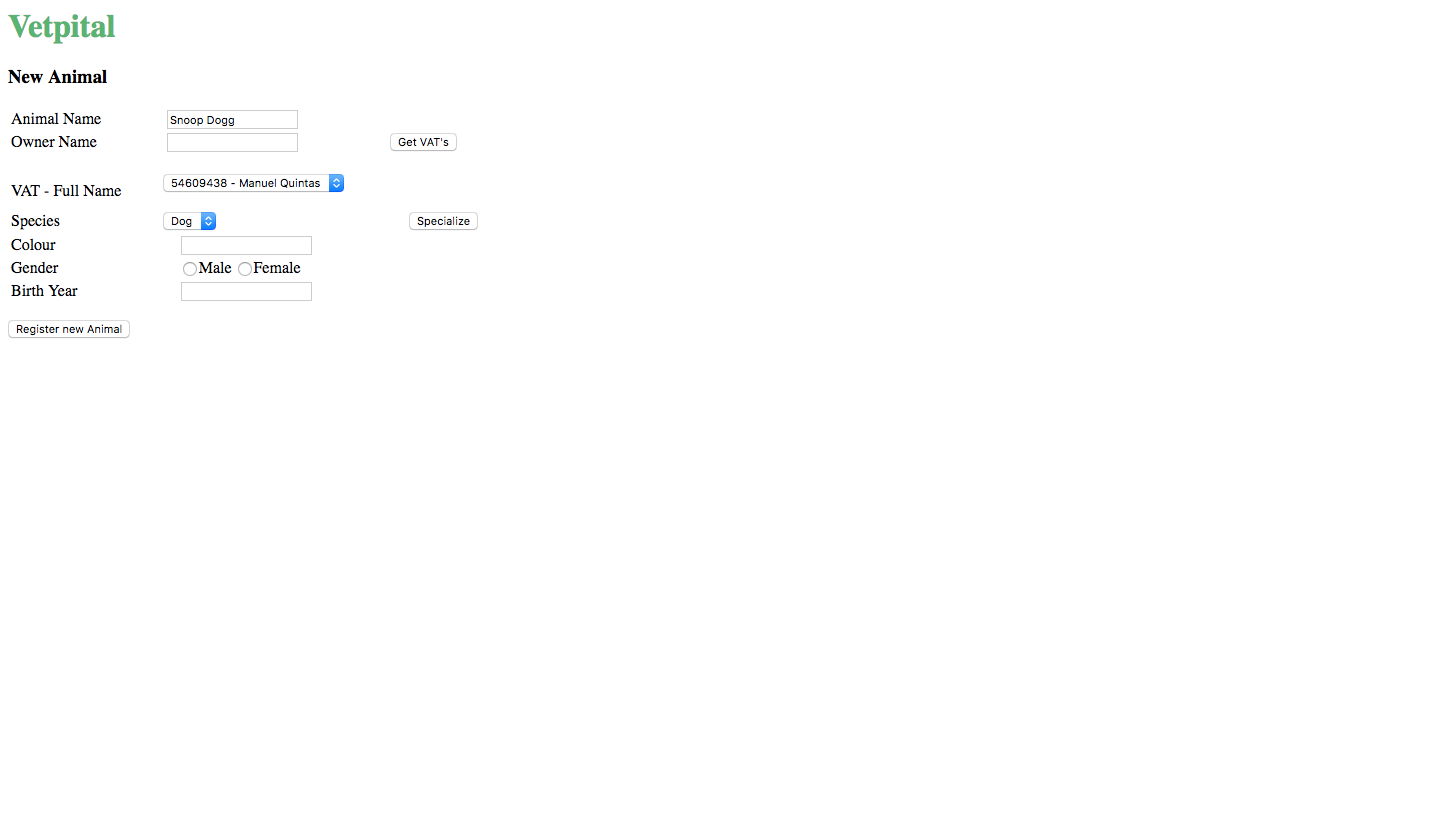 Vetpital
New Animal
Animal Name Snoop Dogg
Owner Name Get VAT's
VAT - Full Name 54609438 - Manuel Quintas
Species Dog Specialize
Colour
Gender Male Female
Birth Year
Register new Animal